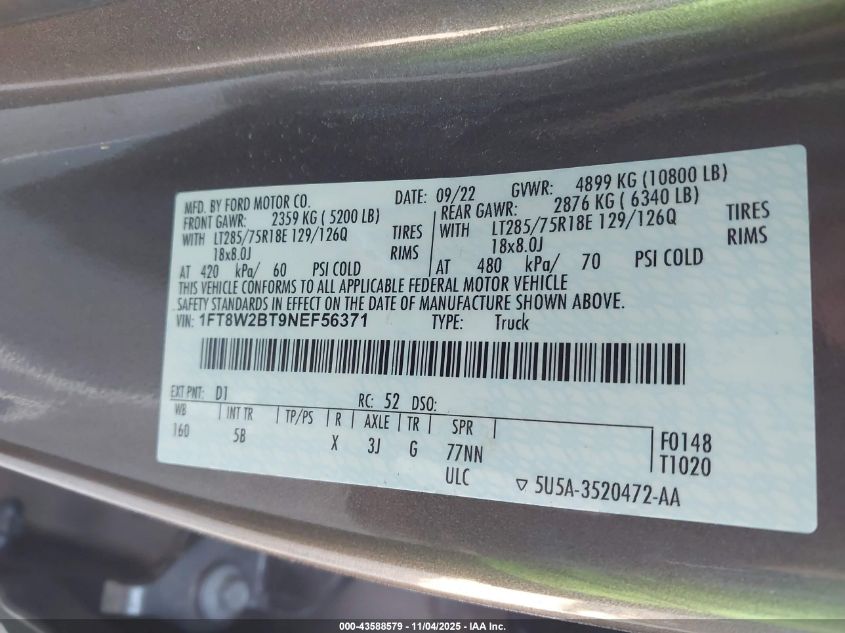 MFD. BY FORD MOTOR CO. DATE: 09/22 GVWR: 4899 KG (10800 LB)
FRONT GAWR: 2359 KG ( 5200 LB) REAR GAWR: 2876 KG ( 6340 LB)
WITH LT285/75R18E 129/126Q TIRES WITH LT285/75R18E 129/126Q TIRES
18x8.0J RIMS 18x8.0J RIMS
AT 420 kPa/ 60 PSI COLD AT 480 kPa/ 70 PSI COLD
THIS VEHICLE CONFORMS TO ALL APPLICABLE FEDERAL MOTOR VEHICLE
SAFETY STANDARDS IN EFFECT ON THE DATE OF MANUFACTURE SHOWN ABOVE.
VIN: 1FT8W2BT9NEF56371 TYPE: Truck
EXT PNT: D1 RC: 52 DSO:
WB INT TR TP/PS R AXLE TR SPR
160 5B X 3J G 77NN F0148
ULC T1020
▽ 5U5A-3520472-AA
000-43588579 - 11/04/2025 - IAA Inc.